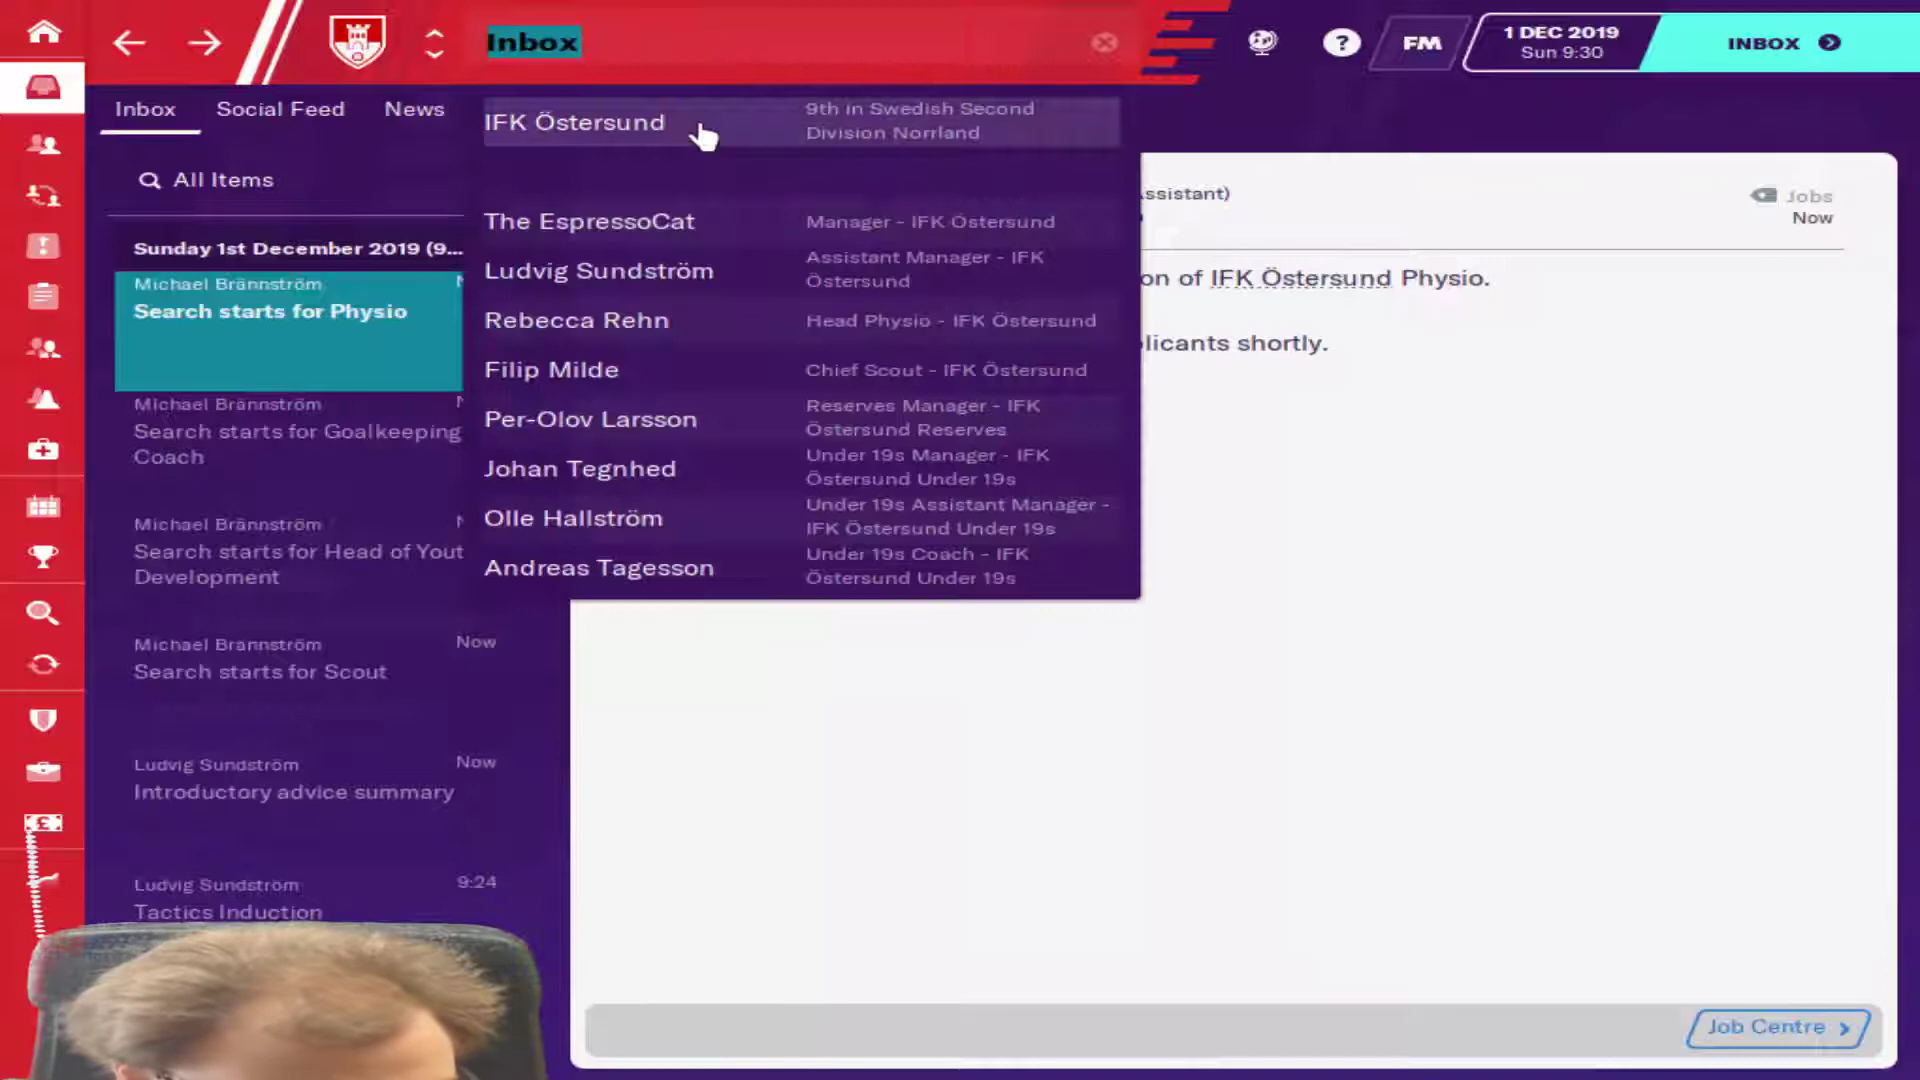 Inbox
FM
1 DEC 2019
Sun 9:30
INBOX
Inbox
Social Feed
News
IFK Östersund
9th in Swedish Second
Division Norrland
All Items
The EspressoCat
Manager - IFK Östersund
Ludvig Sundström
Assistant Manager - IFK
Östersund
Rebecca Rehn
Head Physio - IFK Östersund
Filip Milde
Chief Scout - IFK Östersund
Per-Olov Larsson
Reserves Manager - IFK
Östersund Reserves
Johan Tegnhed
Under 19s Manager - IFK
Östersund Under 19s
Olle Hallström
Under 19s Assistant Manager -
IFK Östersund Under 19s
Andreas Tagesson
Under 19s Coach - IFK
Östersund Under 19s
Sunday 1st December 2019 (9...
Michael Brännström
Search starts for Physio
Michael Brännström
Search starts for Goalkeeping
Coach
Michael Brännström
Search starts for Head of Yout
Development
Michael Brännström
Now
Search starts for Scout
Ludvig Sundström
Now
Introductory advice summary
Ludvig Sundström
9:24
Tactics Induction
ssistant)
Jobs
Now
on of IFK Östersund Physio.
licants shortly.
Job Centre